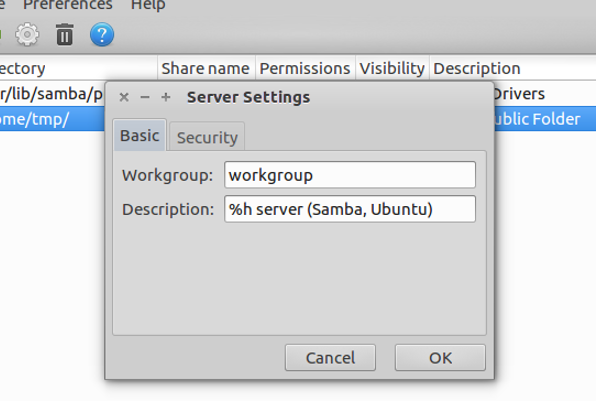 Preferences Help
?
ectory Share name Permissions Visibility Description
r/lib/samba/p Drivers
ome/tmp/ ublic Folder
× − + Server Settings
Basic Security
Workgroup: workgroup
Description: %h server (Samba, Ubuntu)
Cancel OK